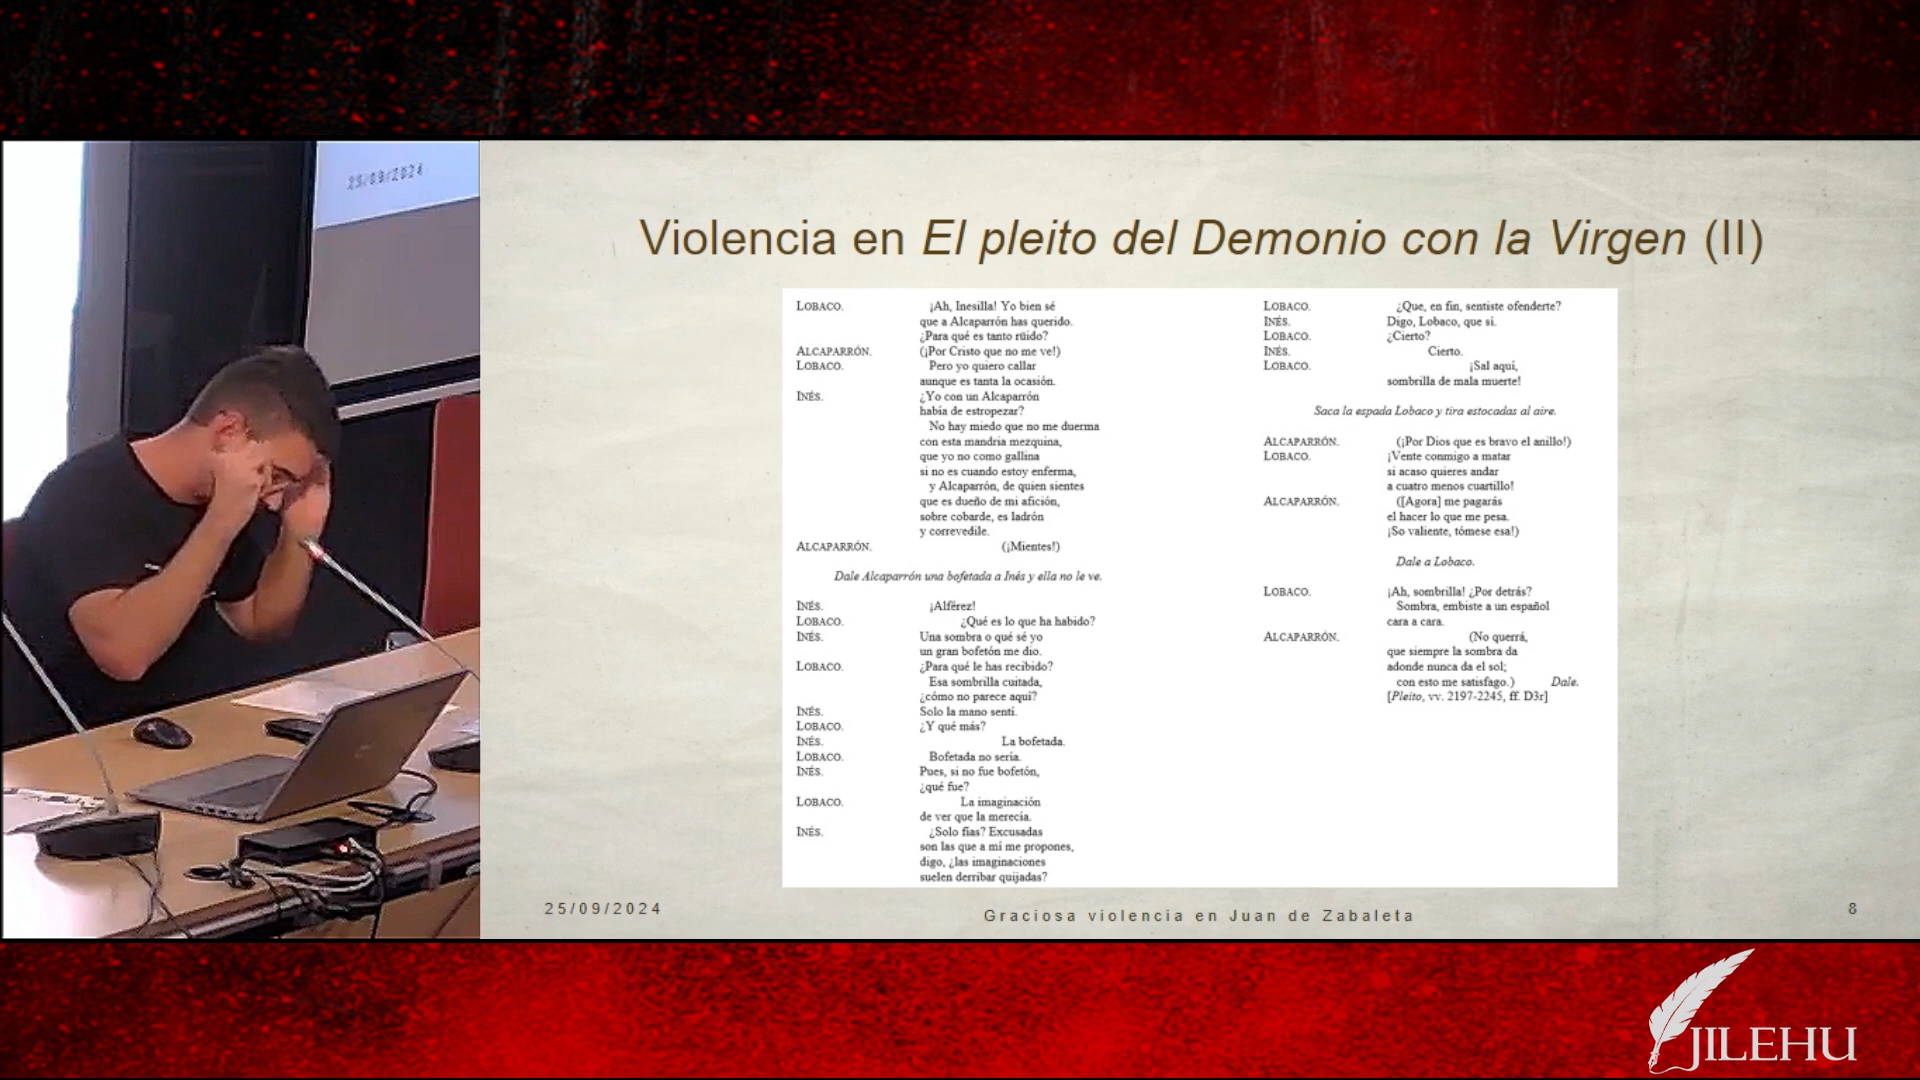 25/09/2024
Violencia en El pleito del Demonio con la Virgen (II)
LOBACO. ¡Ah, Inesilla! Yo bien sé
que a Alcaparrón has querido.
¿Para qué es tanto rüido?
ALCAPARRÓN. (¡Por Cristo que no me ve!)
LOBACO. Pero yo quiero callar
aunque es tanta la ocasión.
INÉS. ¿Yo con un Alcaparrón
había de estropezar?
No hay miedo que no me duerma
con esta mandria mezquina,
que yo no como gallina
si no es cuando estoy enferma,
y Alcaparrón, de quien sientes
que es dueño de mi afición,
sobre cobarde, es ladrón
y correvedile.
ALCAPARRÓN. (¡Mientes!)
Dale Alcaparrón una bofetada a Inés y ella no le ve.
INÉS. ¡Alférez!
LOBACO. ¿Qué es lo que ha habido?
INÉS. Una sombra o qué sé yo
un gran bofetón me dio.
LOBACO. ¿Para qué le has recibido?
Esa sombrilla cuitada,
¿cómo no parece aquí?
INÉS. Solo la mano sentí.
LOBACO. ¿Y qué más?
INÉS. La bofetada.
LOBACO. Bofetada no sería.
INÉS. Pues, si no fue bofetón,
¿qué fue?
LOBACO. La imaginación
de ver que la merecía.
INÉS. ¿Solo fías? Excusadas
son las que a mí me propones,
digo, ¿las imaginaciones
suelen derribar quijadas?
LOBACO. ¿Que, en fin, sentiste ofenderte?
INÉS. Digo, Lobaco, que sí.
LOBACO. ¿Cierto?
INÉS. Cierto.
LOBACO. ¡Sal aquí,
sombrilla de mala muerte!
Saca la espada Lobaco y tira estocadas al aire.
ALCAPARRÓN. (¡Por Dios que es bravo el anillo!)
LOBACO. ¡Vente conmigo a matar
si acaso quieres andar
a cuatro menos cuartillo!
ALCAPARRÓN. ([Agora] me pagarás
el hacer lo que me pesa.
¡So valiente, tómese esa!)
Dale a Lobaco.
LOBACO. ¡Ah, sombrilla! ¿Por detrás?
Sombra, embiste a un español
cara a cara.
ALCAPARRÓN. (No querrá,
que siempre la sombra da
adonde nunca da el sol;
con esto me satisfago.) Dale.
[Pleito, vv. 2197-2245, ff. D3r]
25/09/2024
Graciosa violencia en Juan de Zabaleta
8
JILEHU